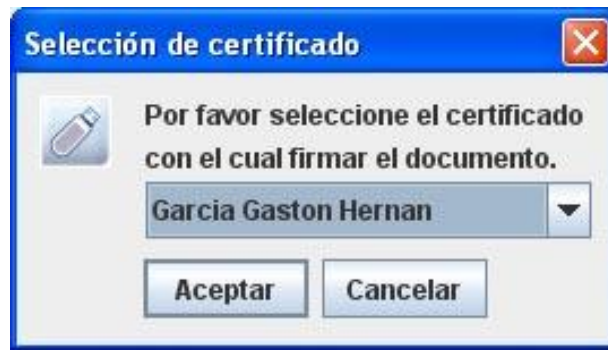 Selección de certificado
Por favor seleccione el certificado
con el cual firmar el documento.
Garcia Gaston Hernan
Aceptar Cancelar